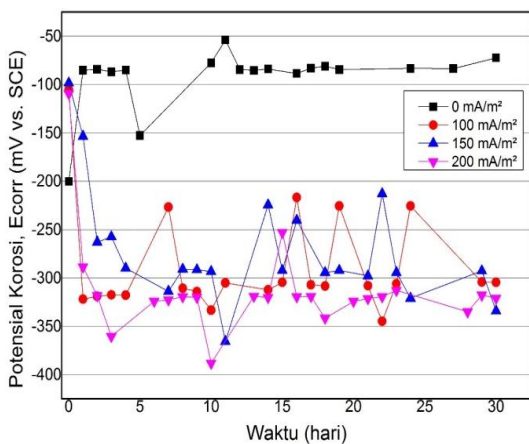 Potensial Korosi, Ecorr (mV vs. SCE)
-50
-100
-150
-200
-250
-300
-350
-400
0 mA/m²
100 mA/m²
150 mA/m²
200 mA/m²
0 5 10 15 20 25 30
Waktu (hari)